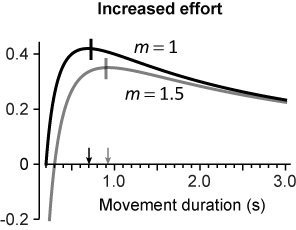 Increased effort
0.4
m = 1
m = 1.5
0.2
0
1.0
2.0
3.0
Movement duration (s)
-0.2